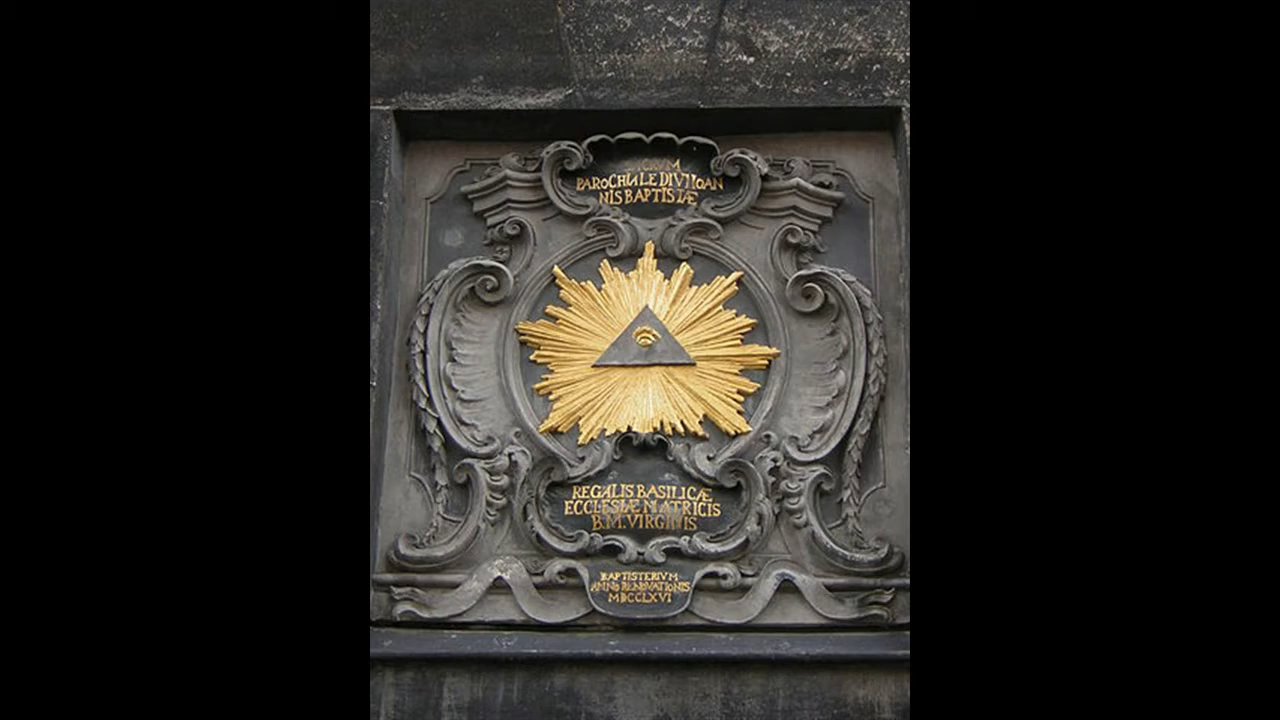 PAROCHIALE DIVI IOAN
NIS BAPTISTÆ
REGALIS BASILICÆ
ECCLESIÆ MATRICIS
B.M.VIRGINIS
BAPTISTERIVM
ANNO RENOVATIONIS
MDCCLXVI